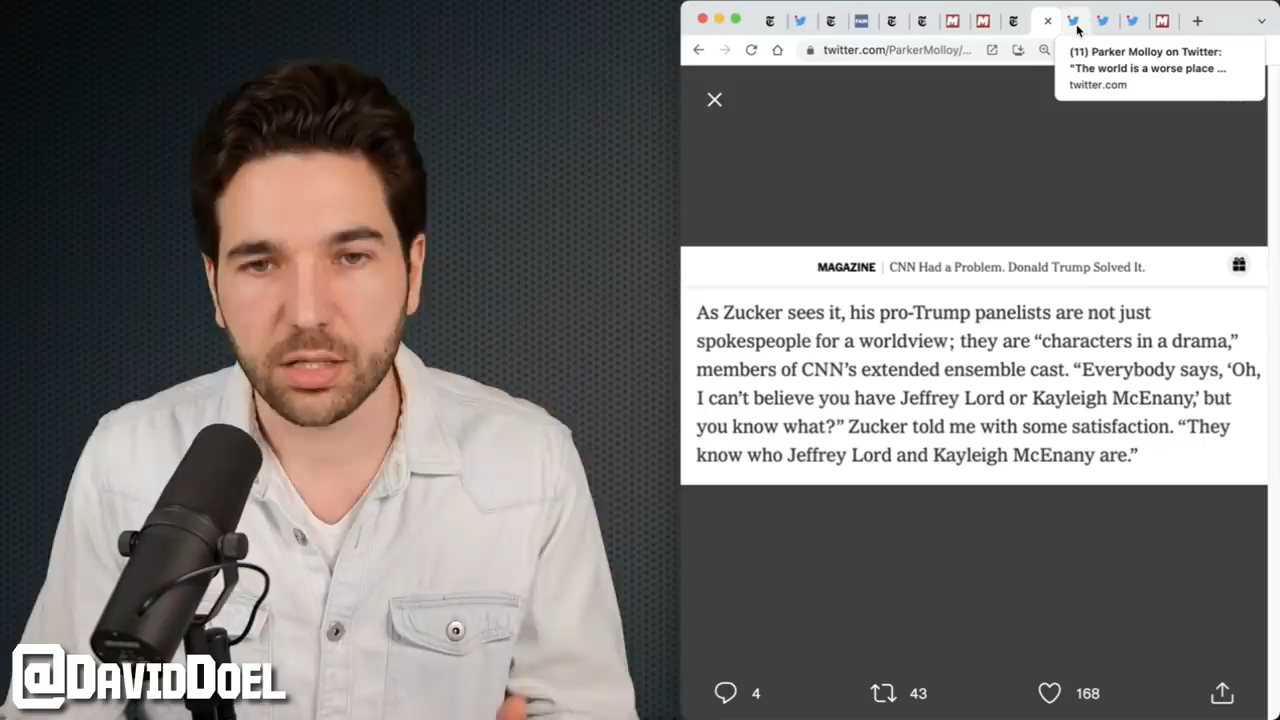 twitter.com/ParkerMolloy/...
(11) Parker Molloy on Twitter:
"The world is a worse place ...
twitter.com
MAGAZINE | CNN Had a Problem. Donald Trump Solved It.
As Zucker sees it, his pro-Trump panelists are not just
spokespeople for a worldview; they are “characters in a drama,”
members of CNN’s extended ensemble cast. “Everybody says, ‘Oh,
I can’t believe you have Jeffrey Lord or Kayleigh McEnany,’ but
you know what?” Zucker told me with some satisfaction. “They
know who Jeffrey Lord and Kayleigh McEnany are.”
4 43 168
@DAVIDDOEL